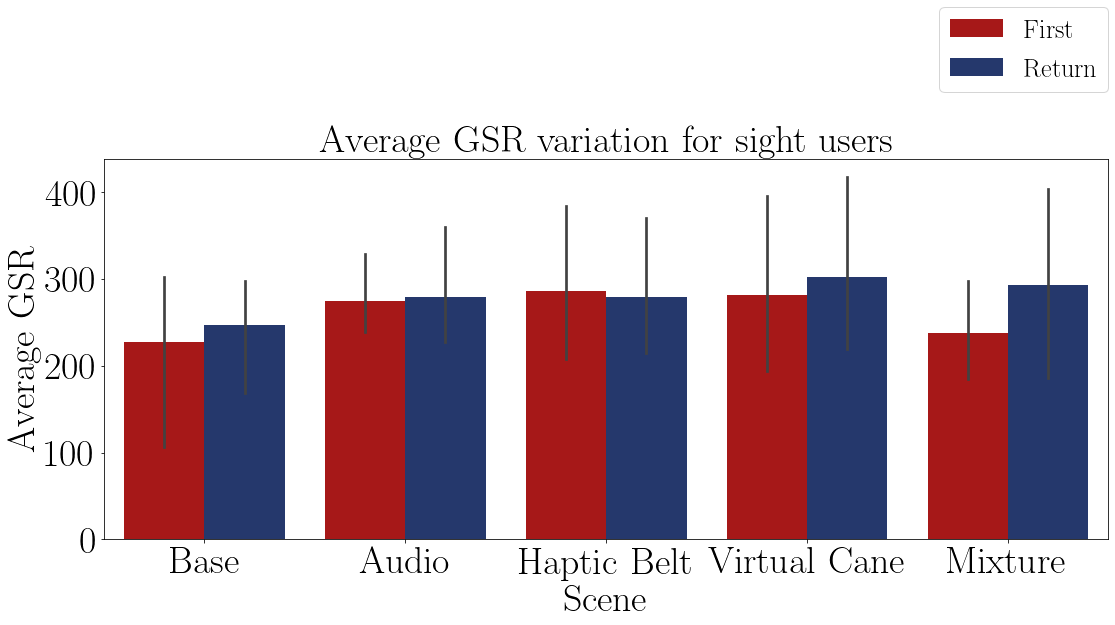 First
Return
Average GSR variation for sight users
Average GSR
400
300
200
100
0
Base
Audio
Haptic Belt
Virtual Cane
Mixture
Scene